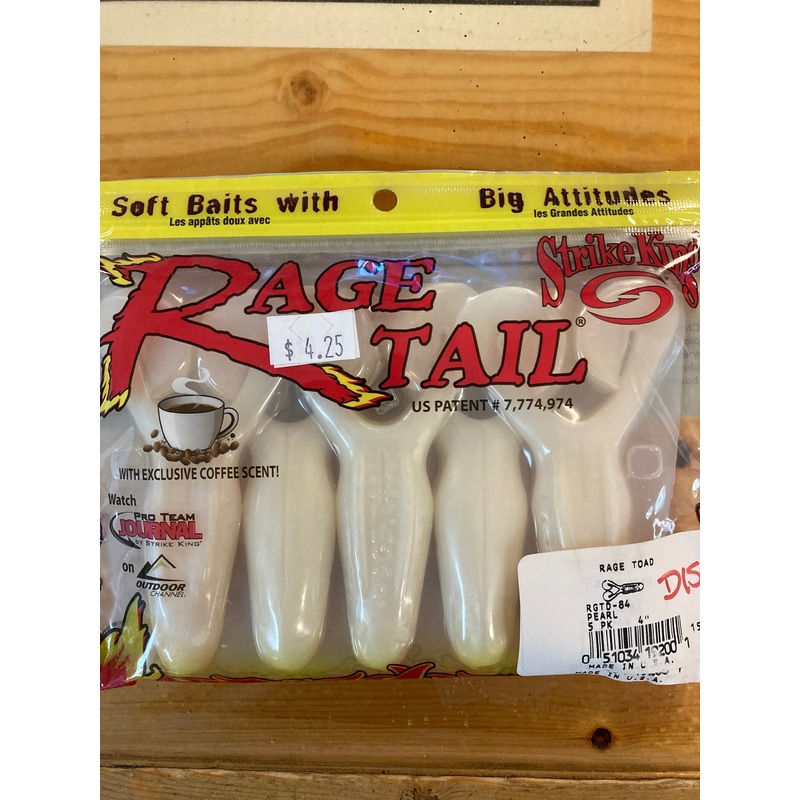 Soft Baits with
Les appâts doux avec
Big Attitudes
les Grandes Attitudes
Strike King
RAGE
TAIL®
$ 4.25
US PATENT # 7,774,974
WITH EXCLUSIVE COFFEE SCENT!
Watch
PRO TEAM
JOURNAL
BY STRIKE KING®
on
OUTDOOR
CHANNEL
RAGE TOAD
DIS
RGTD-84
PEARL
5 PK 4"
MADE IN U.S.A.
MADE IN U.S.A.